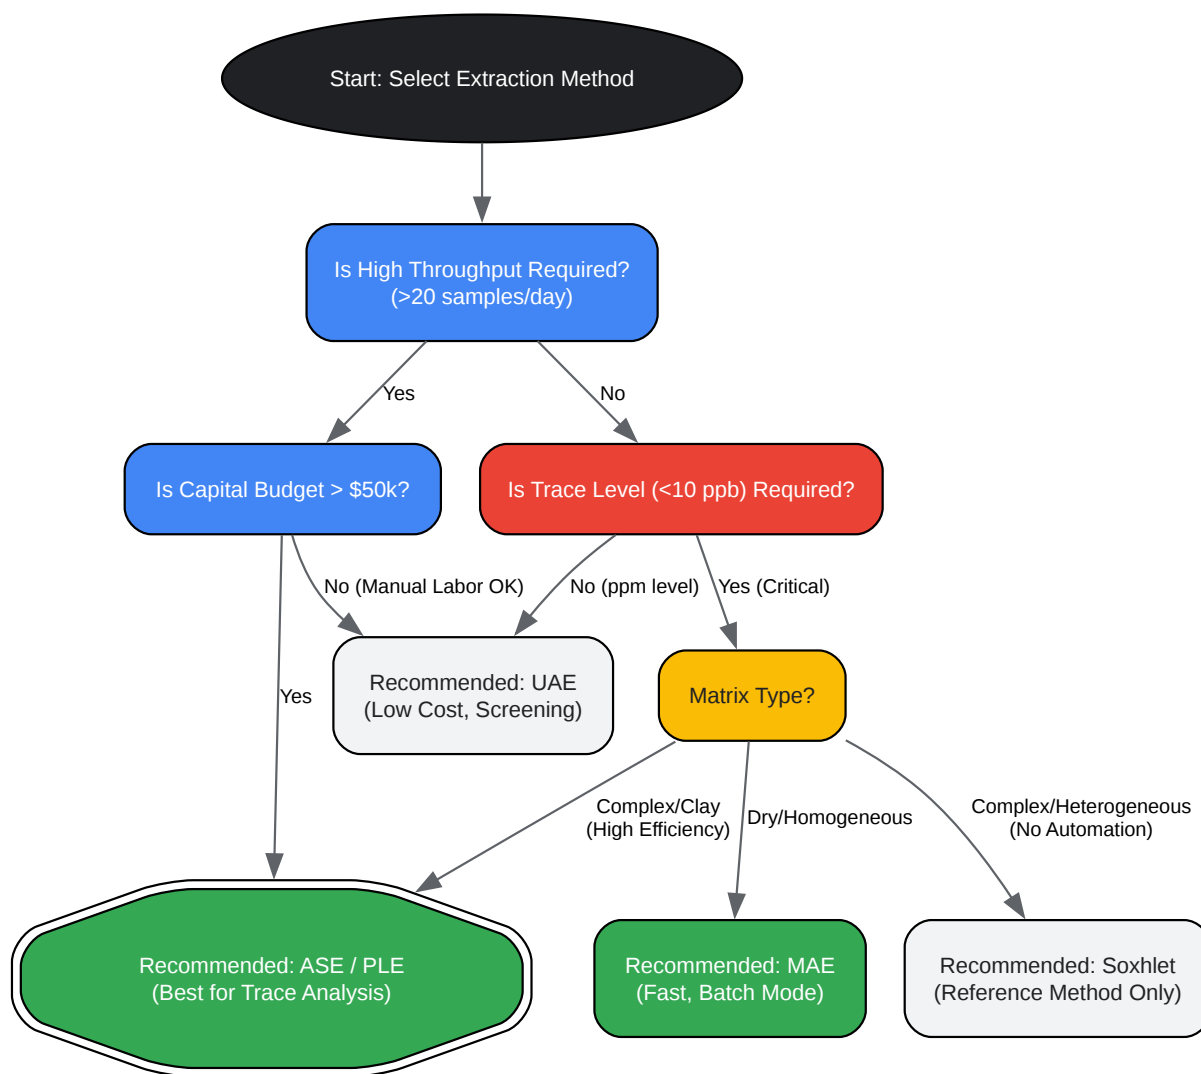 Start: Select Extraction Method
Is High Throughput Required?
(>20 samples/day)
Yes
No
Is Capital Budget > $50k?
Is Trace Level (<10 ppb) Required?
No (Manual Labor OK)
No (ppm level)
Yes (Critical)
Yes
Recommended: UAE
(Low Cost, Screening)
Matrix Type?
Complex/Clay
(High Efficiency)
Dry/Homogeneous
Complex/Heterogeneous
(No Automation)
Recommended: ASE / PLE
(Best for Trace Analysis)
Recommended: MAE
(Fast, Batch Mode)
Recommended: Soxhlet
(Reference Method Only)